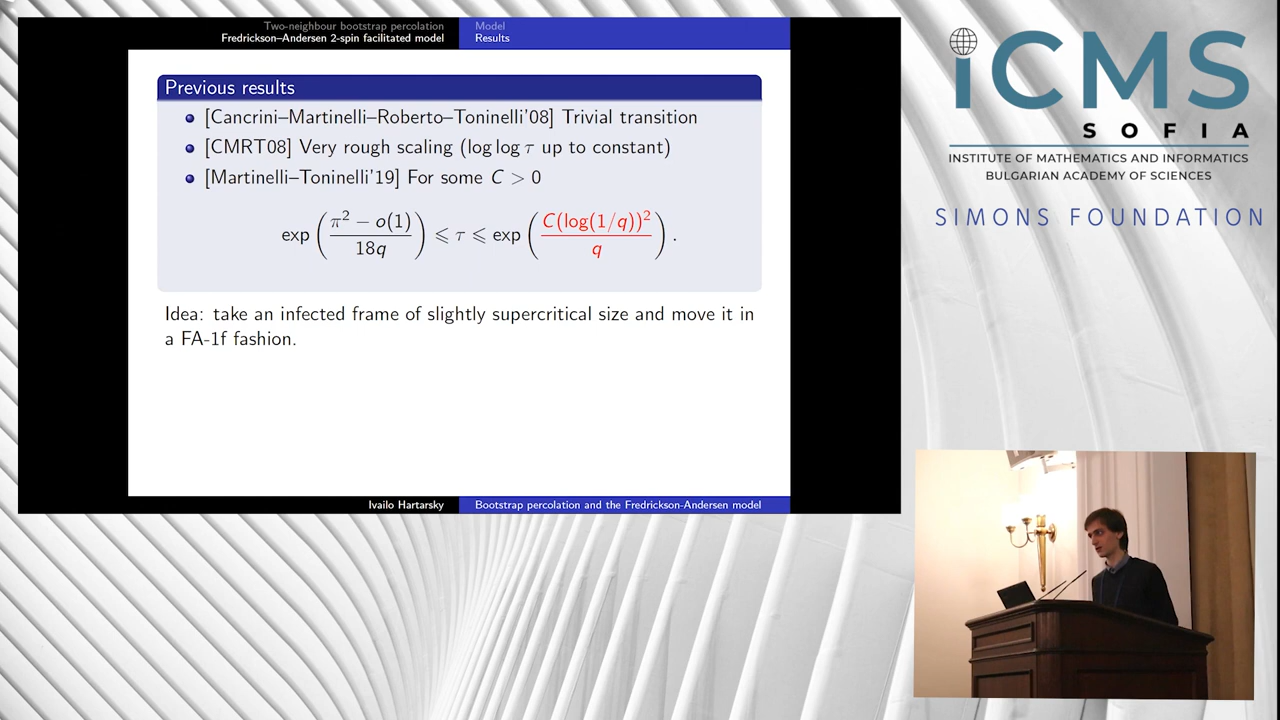 Two-neighbour bootstrap percolation
Fredrickson–Andersen 2-spin facilitated model
Model
Results
Previous results
[Cancrini–Martinelli–Roberto–Toninelli'08] Trivial transition
[CMRT08] Very rough scaling (log log τ up to constant)
[Martinelli–Toninelli'19] For some C > 0
exp ( (π² − o(1)) / 18q ) ⩽ τ ⩽ exp ( C(log(1/q))² / q ) .
Idea: take an infected frame of slightly supercritical size and move it in
a FA-1f fashion.
Ivailo Hartarsky
Bootstrap percolation and the Fredrickson-Andersen model
iCMS
SOFIA
INSTITUTE OF MATHEMATICS AND INFORMATICS
BULGARIAN ACADEMY OF SCIENCES
SIMONS FOUNDATION